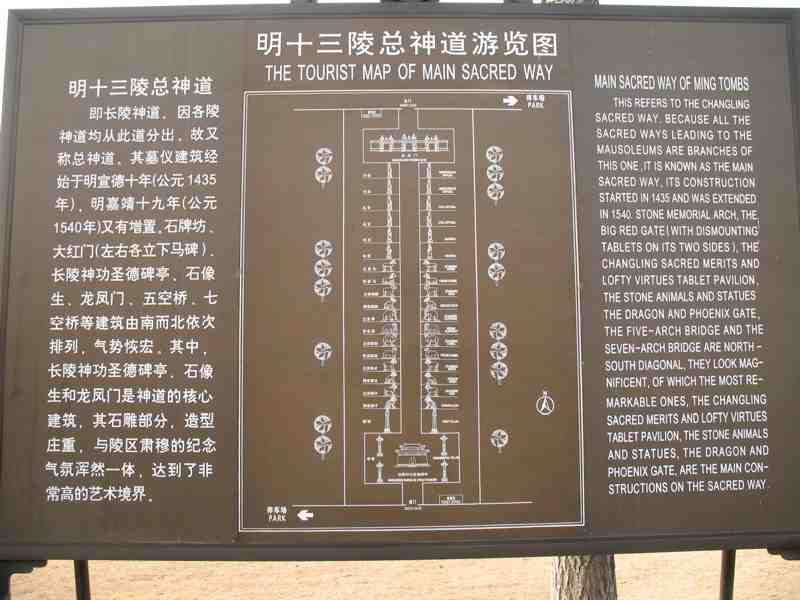 明十三陵总神道游览图
THE TOURIST MAP OF MAIN SACRED WAY
明十三陵总神道
即长陵神道，因各陵
神道均从此道分出，故又
称总神道。其墓仪建筑经
始于明宣德十年(公元1435
年)，明嘉靖十九年(公元
1540年)又有增置。石牌坊、
大红门(左右各立下马碑)、
长陵神功圣德碑亭、石像
生、龙凤门、五空桥、七
空桥等建筑由南而北依次
排列，气势恢宏。其中，
长陵神功圣德碑亭、石像
生和龙凤门是神道的核心
建筑，其石雕部分，造型
庄重，与陵区肃穆的纪念
气氛浑然一体，达到了非
常高的艺术境界。
停车场
PARK
停车场
PARK
MAIN SACRED WAY OF MING TOMBS
THIS REFERS TO THE CHANGLING
SACRED WAY. BECAUSE ALL THE
SACRED WAYS LEADING TO THE
MAUSOLEUMS ARE BRANCHES OF
THIS ONE, IT IS KNOWN AS THE MAIN
SACRED WAY, ITS CONSTRUCTION
STARTED IN 1435 AND WAS EXTENDED
IN 1540. STONE MEMORIAL ARCH, THE
BIG RED GATE(WITH DISMOUNTING
TABLETS ON ITS TWO SIDES), THE
CHANGLING SACRED MERITS AND
LOFTY VIRTUES TABLET PAVILION,
THE STONE ANIMALS AND STATUES
THE DRAGON AND PHOENIX GATE,
THE FIVE-ARCH BRIDGE AND THE
SEVEN-ARCH BRIDGE ARE NORTH-
SOUTH DIAGONAL, THEY LOOK MAG-
NIFICENT, OF WHICH THE MOST RE-
MARKABLE ONES, THE CHANGLING
SACRED MERITS AND LOFTY VIRTUES
TABLET PAVILION, THE STONE ANIMALS
AND STATUES, THE DRAGON AND
PHOENIX GATE, ARE THE MAIN CON-
STRUCTIONS ON THE SACRED WAY.